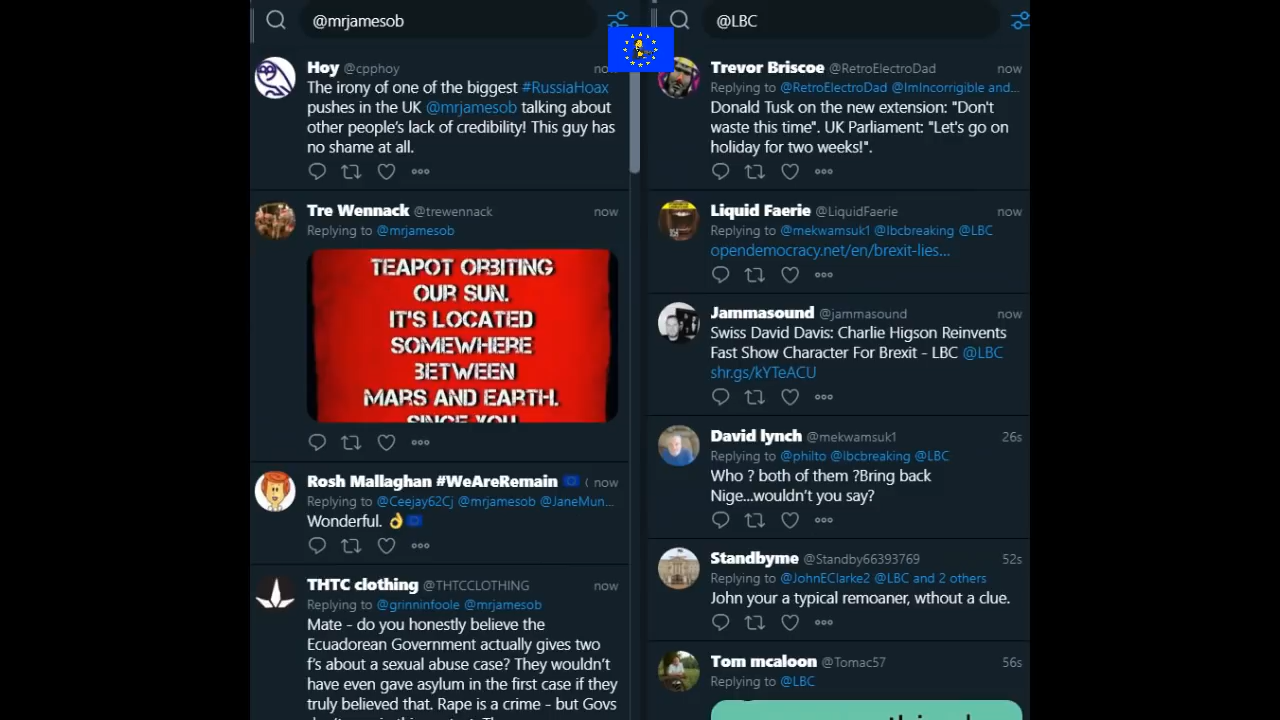 @mrjamesob
Hoy @cpphoy now
The irony of one of the biggest #RussiaHoax
pushes in the UK @mrjamesob talking about
other people's lack of credibility! This guy has
no shame at all.
Tre Wennack @trewennack now
Replying to @mrjamesob
TEAPOT ORBITING
OUR SUN.
IT'S LOCATED
SOMEWHERE
BETWEEN
MARS AND EARTH.
SINCE YOU
Rosh Mallaghan #WeAreRemain ( now
Replying to @Ceejay62Cj @mrjamesob @JaneMun...
Wonderful. 👌🇪🇺
THTC clothing @THTCCLOTHING now
Replying to @grinninfoole @mrjamesob
Mate - do you honestly believe the
Ecuadorean Government actually gives two
f's about a sexual abuse case? They wouldn't
have even gave asylum in the first case if they
truly believed that. Rape is a crime - but Govs
@LBC
Trevor Briscoe @RetroElectroDad now
Replying to @RetroElectroDad @ImIncorrigible and...
Donald Tusk on the new extension: "Don't
waste this time". UK Parliament: "Let's go on
holiday for two weeks!".
Liquid Faerie @LiquidFaerie now
Replying to @mekwamsuk1 @lbcbreaking @LBC
opendemocracy.net/en/brexit-lies...
Jammasound @jammasound now
Swiss David Davis: Charlie Higson Reinvents
Fast Show Character For Brexit - LBC @LBC
shr.gs/kYTeACU
David lynch @mekwamsuk1 26s
Replying to @philto @lbcbreaking @LBC
Who ? both of them ?Bring back
Nige...wouldn't you say?
Standbyme @Standby66393769 52s
Replying to @JohnEClarke2 @LBC and 2 others
John your a typical remoaner, wthout a clue.
Tom mcaloon @Tomac57 56s
Replying to @LBC